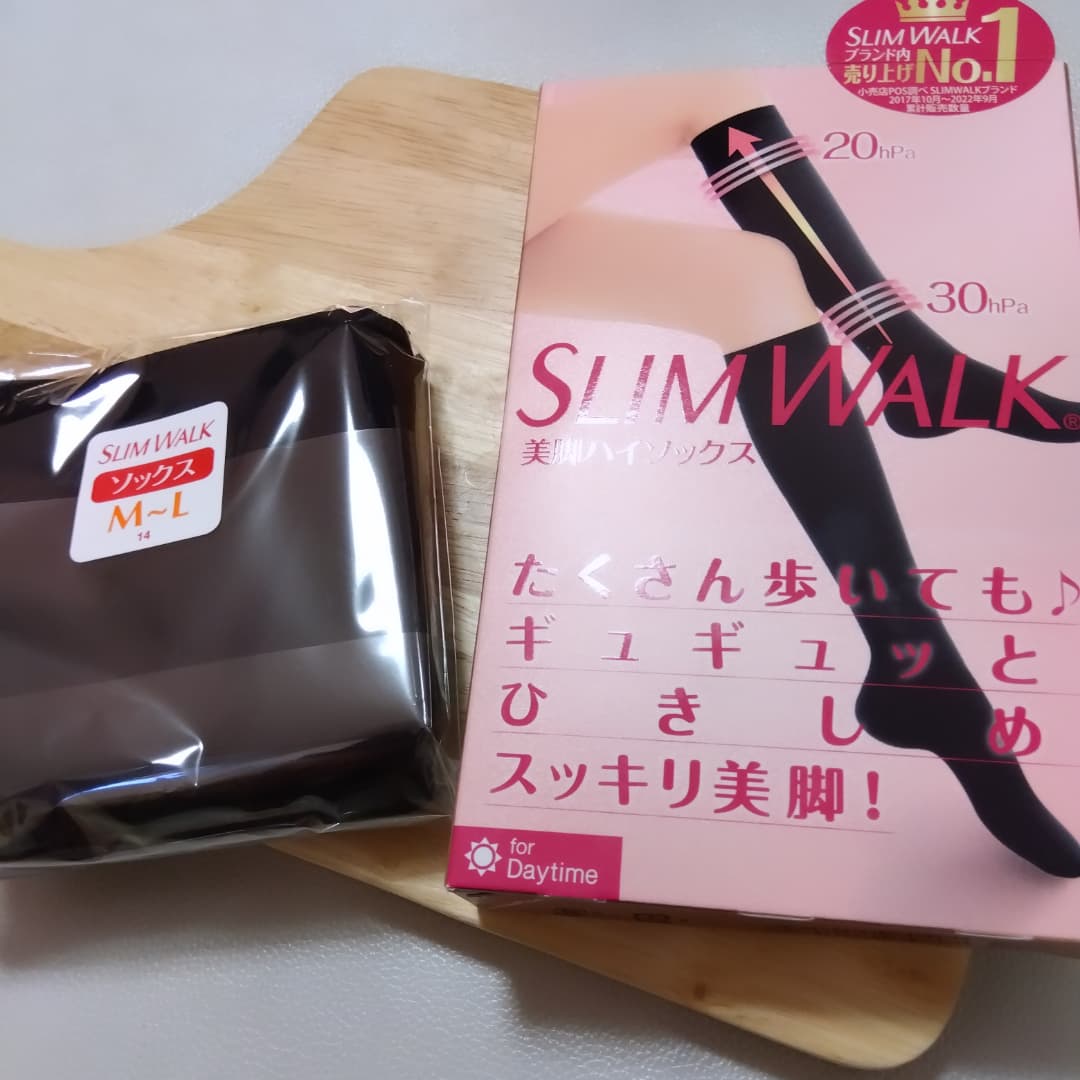 SLIM WALK
ソックス
M~L
14
SLIM WALK
ブランド内
売り上げNo.1
小売店POS調べ SLIMWALKブランド
2017年10月~2022年9月
累計販売数量
20hPa
30hPa
SLIM WALK®
美脚ハイソックス
たくさん歩いても♪
ギュギュッと
ひきしめ
スッキリ美脚!
for
Daytime